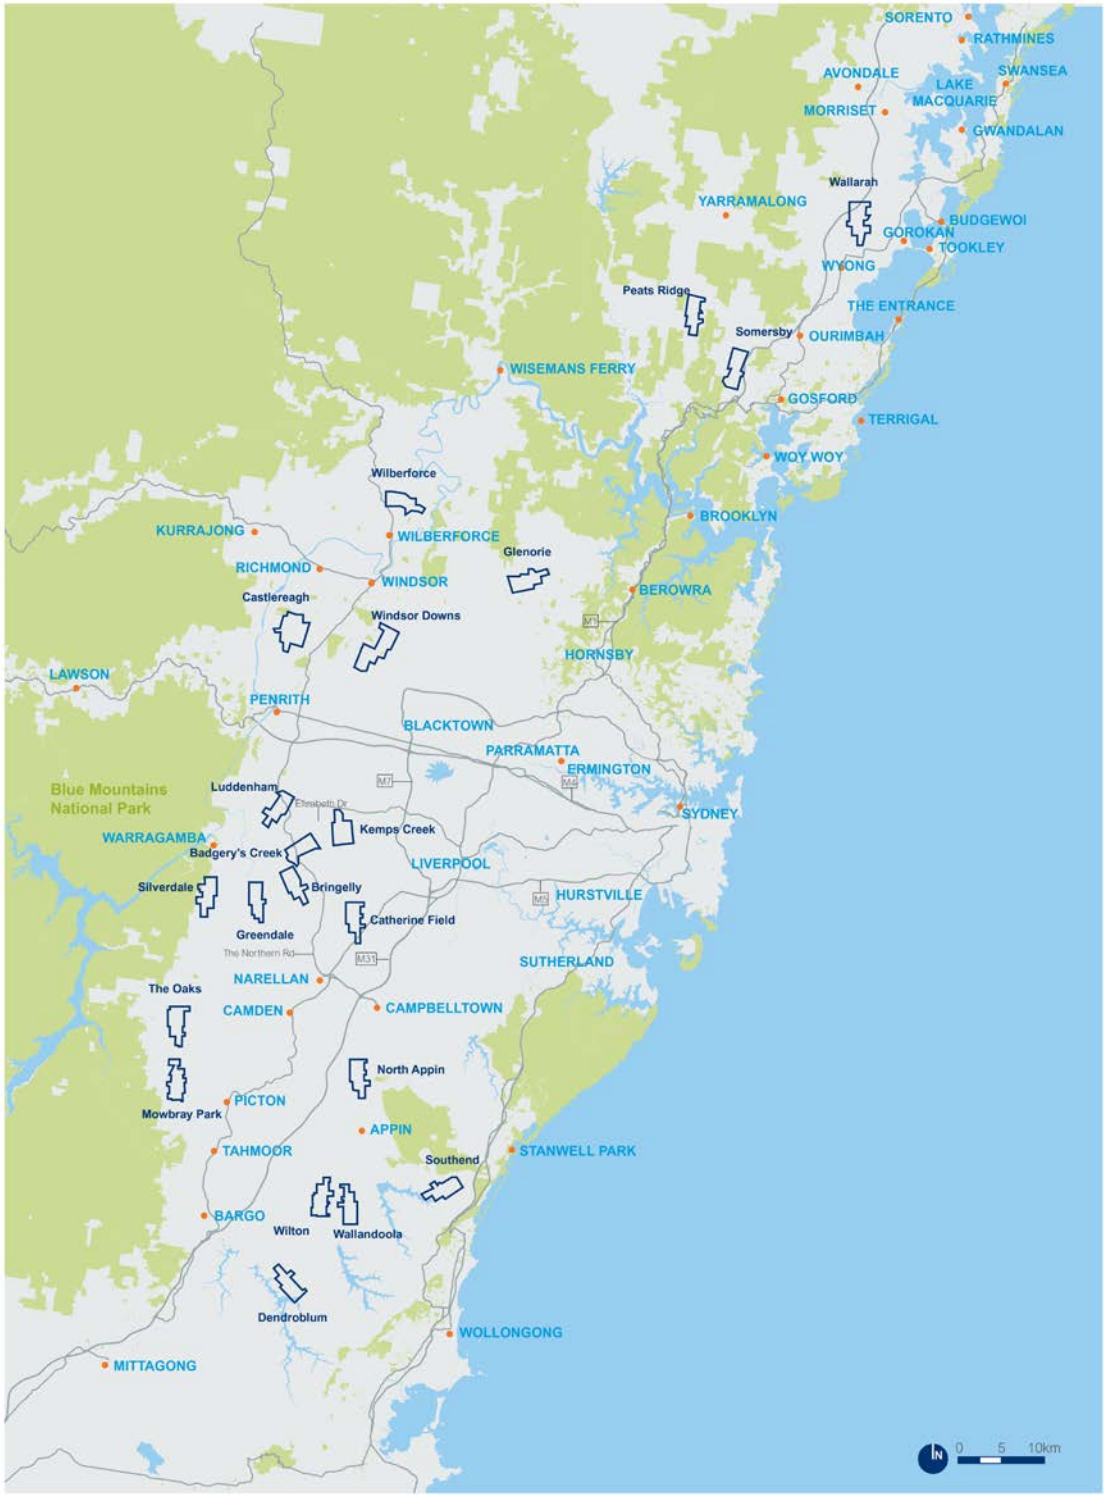 SORENTO
RATHMINES
SWANSEA
AVONDALE
LAKE
MACQUARIE
MORRISET
GWANDALAN
Wallarah
YARRAMALONG
BUDGEWOI
GOROKAN
TOOKLEY
WYONG
Peats Ridge
THE ENTRANCE
Somersby
OURIMBAH
WISEMANS FERRY
GOSFORD
TERRIGAL
WOY WOY
Wilberforce
BROOKLYN
KURRAJONG
WILBERFORCE
Glenorie
RICHMOND
WINDSOR
BEROWRA
Castlereagh
Windsor Downs
M1
HORNSBY
LAWSON
PENRITH
BLACKTOWN
PARRAMATTA
ERMINGTON
M7
M4
Blue Mountains
National Park
Luddenham
Elizabeth Dr
SYDNEY
Kemps Creek
WARRAGAMBA
Badgery's Creek
LIVERPOOL
Silverdale
Bringelly
M5
HURSTVILLE
Catherine Field
Greendale
The Northern Rd
M31
SUTHERLAND
NARELLAN
The Oaks
CAMDEN
CAMPBELLTOWN
North Appin
PICTON
Mowbray Park
APPIN
TAHMOOR
STANWELL PARK
Southend
BARGO
Wilton
Wallandoola
Dendroblum
WOLLONGONG
MITTAGONG
N
0 5 10km